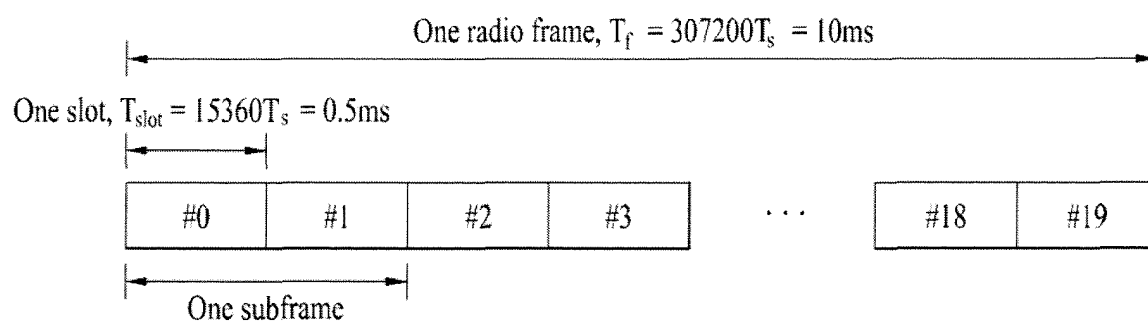 One radio frame, T_f = 307200T_s = 10ms
One slot, T_slot = 15360T_s = 0.5ms
#0 #1 #2 #3 ... #18 #19
One subframe